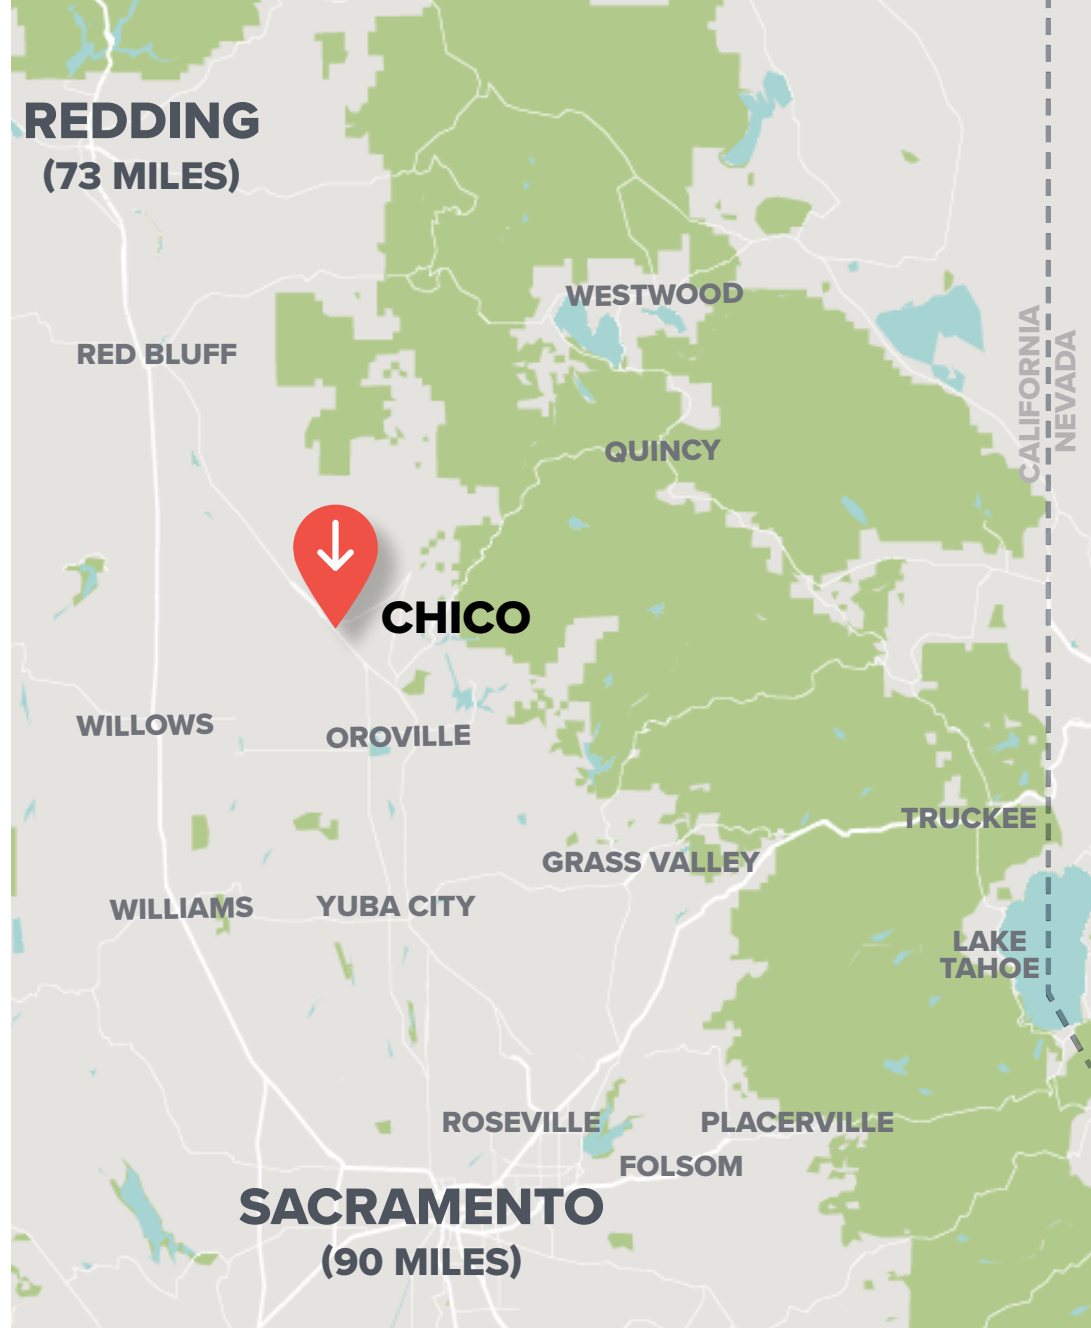 REDDING
(73 MILES)
WESTWOOD
RED BLUFF
CALIFORNIA
NEVADA
QUINCY
CHICO
WILLOWS
OROVILLE
TRUCKEE
GRASS VALLEY
WILLIAMS
YUBA CITY
LAKE
TAHOE
ROSEVILLE
PLACERVILLE
FOLSOM
SACRAMENTO
(90 MILES)